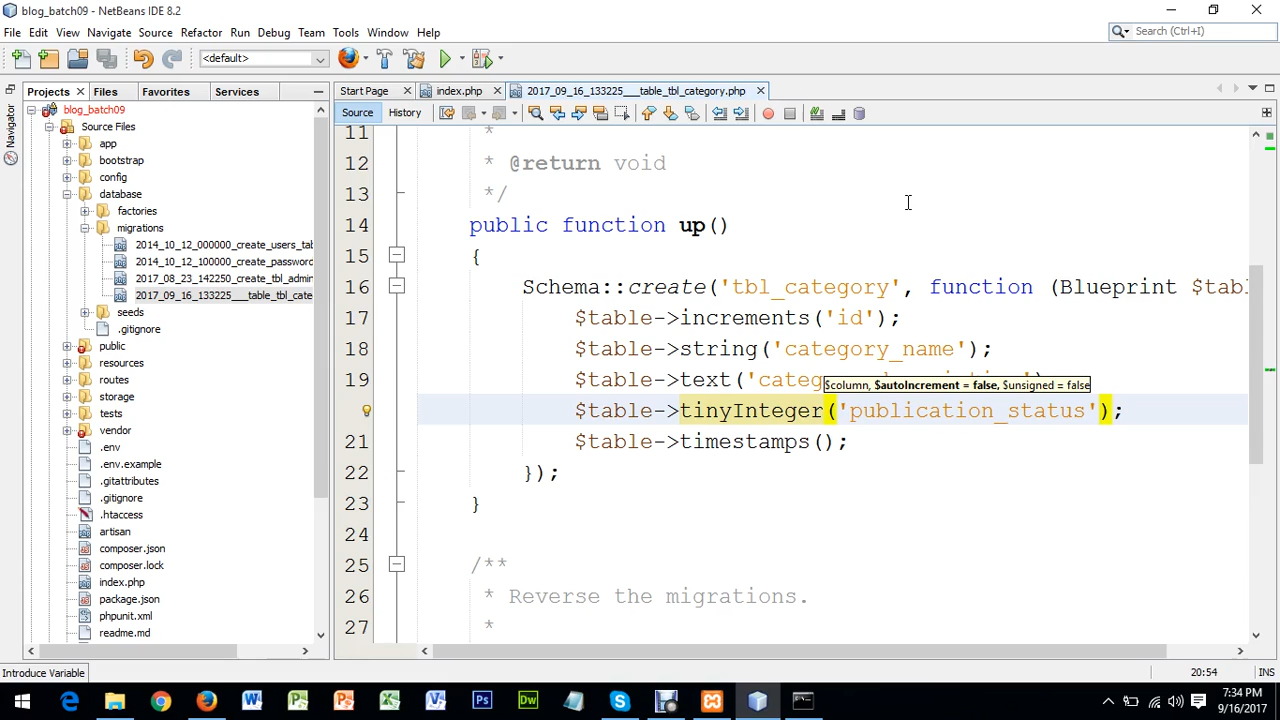 blog_batch09 - NetBeans IDE 8.2
File Edit View Navigate Source Refactor Run Debug Team Tools Window Help
Search (Ctrl+I)
<default>
Projects Files Favorites Services
Start Page index.php 2017_09_16_133225___table_tbl_category.php
Source History
Navigator
blog_batch09
Source Files
app
bootstrap
config
database
factories
migrations
2014_10_12_000000_create_users_tab
2014_10_12_100000_create_password
2017_08_23_142250_create_tbl_admin
2017_09_16_133225___table_tbl_cate
seeds
.gitignore
public
resources
routes
storage
tests
vendor
.env
.env.example
.gitattributes
.gitignore
.htaccess
artisan
composer.json
composer.lock
index.php
package.json
phpunit.xml
readme.md
11 *
12 * @return void
13 */
14 public function up()
15 {
16 Schema::create('tbl_category', function (Blueprint $tabl
17 $table->increments('id');
18 $table->string('category_name');
19 $table->text('categ
$column, $autoIncrement = false, $unsigned = false
$table->tinyInteger('publication_status');
21 $table->timestamps();
22 });
23 }
24
25 /**
26 * Reverse the migrations.
27 *
Introduce Variable
20:54 INS
7:34 PM
9/16/2017